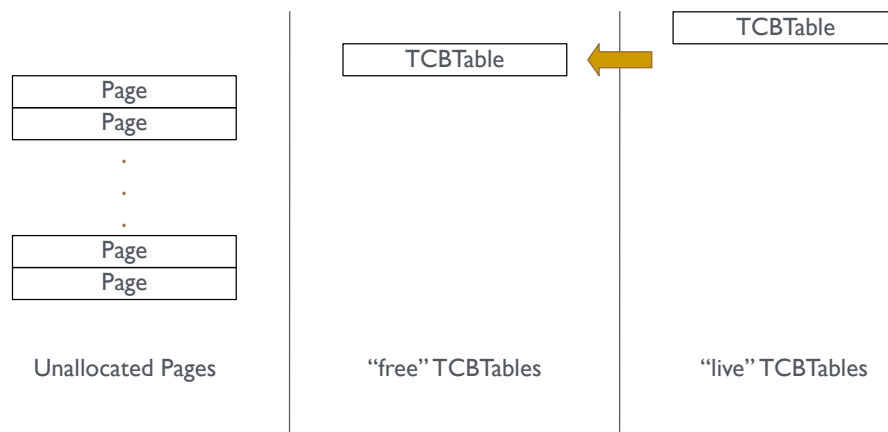 TCBTable
TCBTable
Page
Page
.
.
.
Page
Page
Unallocated Pages
“free” TCBTables
“live” TCBTables